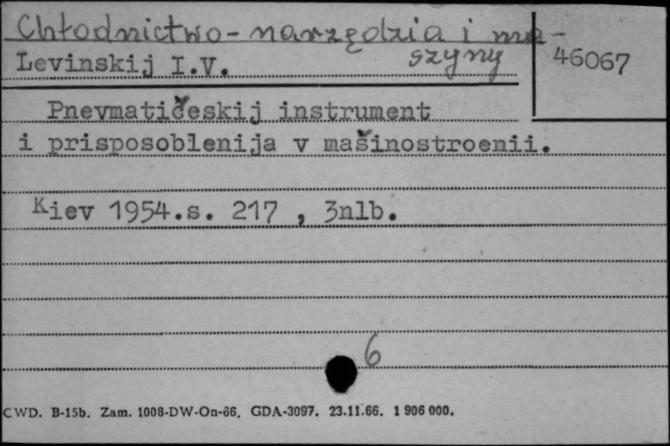 Chłodnictwo - narzędzia i ma-
szyny
46067
Levinskij I.V.
Pnevmatičeskij instrument
i prisposoblenija v mašinostroenii.
Kiev 1954.s. 217 , 3nlb.
6
CWD. B-15b. Zam. 1008-DW-On-66. GDA-3097. 23.11.66. 1 906 000.